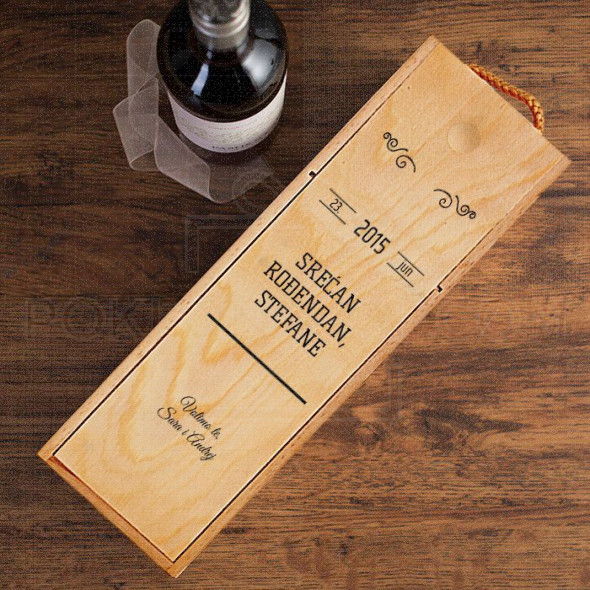 23.
2015
jun
SREĆAN
ROĐENDAN,
STEFANE
Volimo te,
Sara i Andrej